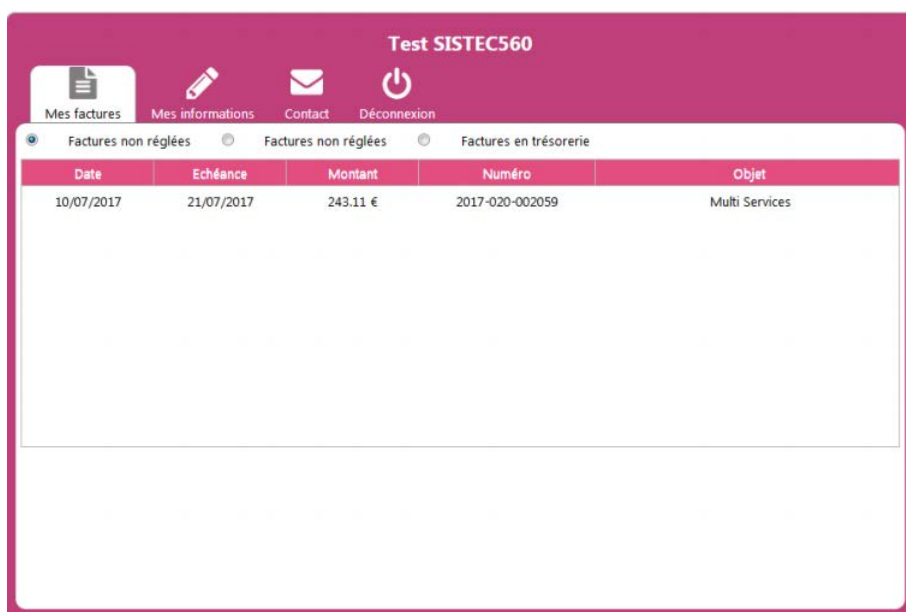 Test SISTEC560
Mes factures Mes informations Contact Déconnexion
Factures non réglées Factures non réglées Factures en trésorerie
Date Echéance Montant Numéro Objet
10/07/2017 21/07/2017 243.11 € 2017-020-002059 Multi Services